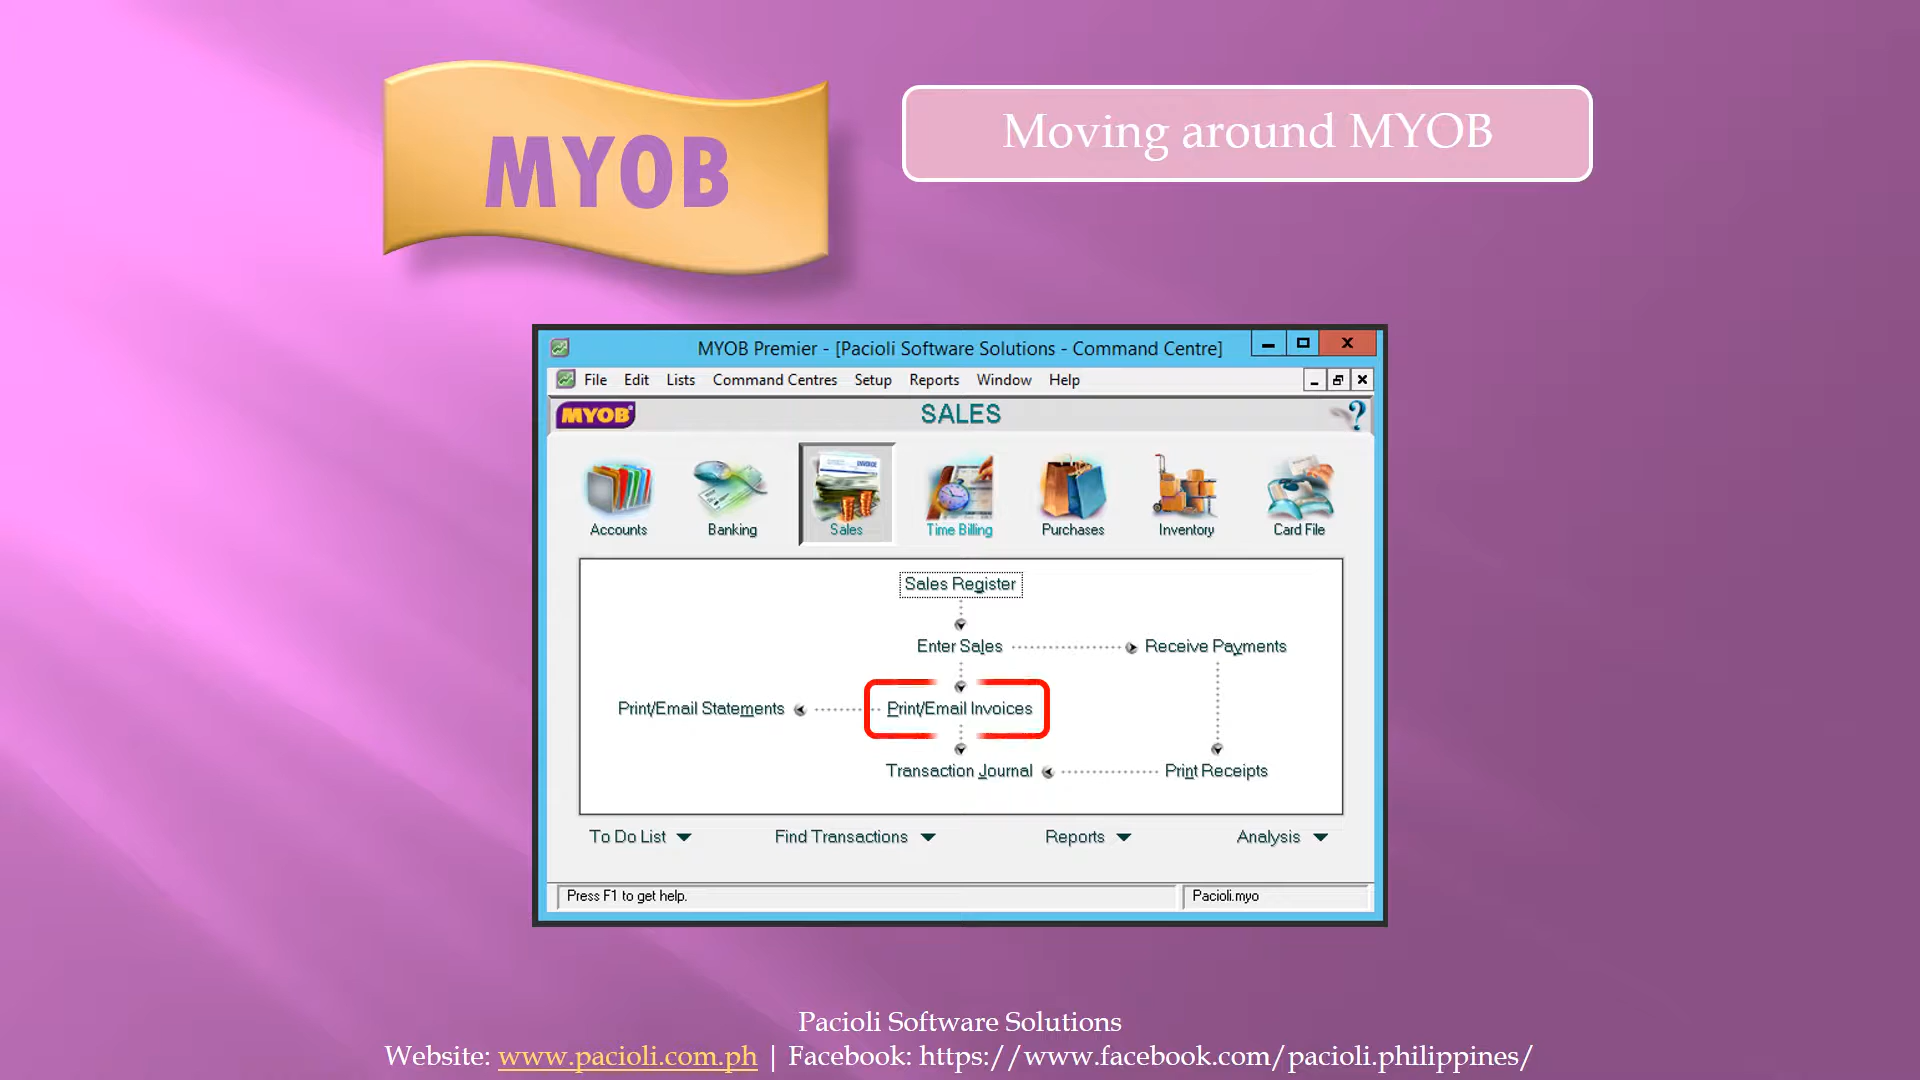 MYOB
Moving around MYOB
MYOB Premier - [Pacioli Software Solutions - Command Centre]
File Edit Lists Command Centres Setup Reports Window Help
MYOB
SALES
Accounts Banking Sales Time Billing Purchases Inventory Card File
Sales Register
Enter Sales Receive Payments
Print/Email Statements Print/Email Invoices
Transaction Journal Print Receipts
To Do List Find Transactions Reports Analysis
Press F1 to get help. Pacioli.myo
Pacioli Software Solutions
Website: www.pacioli.com.ph | Facebook: https://www.facebook.com/pacioli.philippines/